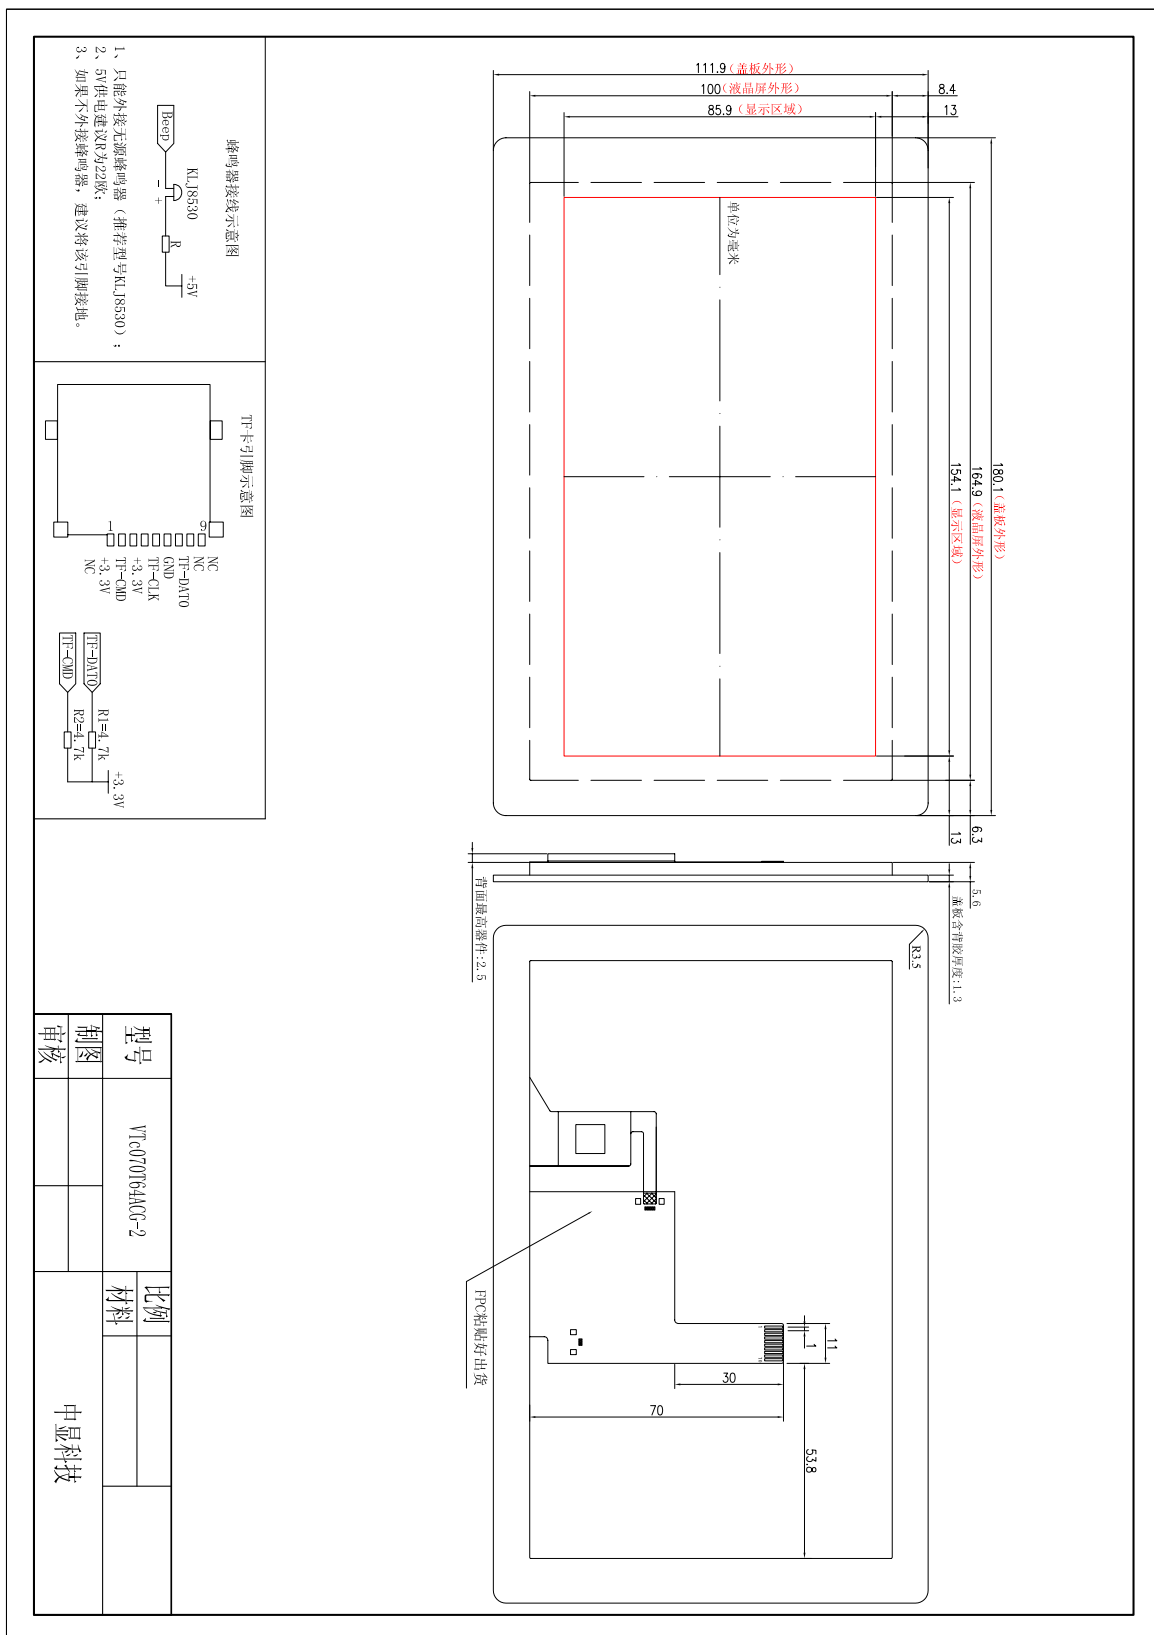 111.9(盖板外形)
100(液晶屏外形)
85.9(显示区域)
8.4
13
180.1(盖板外形)
164.9(液晶屏外形)
154.1(显示区域)
单位为毫米
6.3
13
5.6
盖板含背胶厚度:1.3
背面最高器件:2.5
R3.5
FPC粘贴好出货
1
11
30
70
53.8
蜂鸣器接线示意图
Beep
KLJ8530
- +
R
+5V
1、只能外接无源蜂鸣器（推荐型号KLJ8530）；
2、5V供电建议R为22欧；
3、如果不外接蜂鸣器，建议将该引脚接地。
TF卡引脚示意图
9
1
NC
NC
TF-DAT0
GND
TF-CLK
+3.3V
TF-CMD
+3.3V
NC
TF-DAT0
R1=4.7k
TF-CMD
R2=4.7k
+3.3V
型号
VTc070T64ACG-2
比例
材料
制图
审核
中显科技